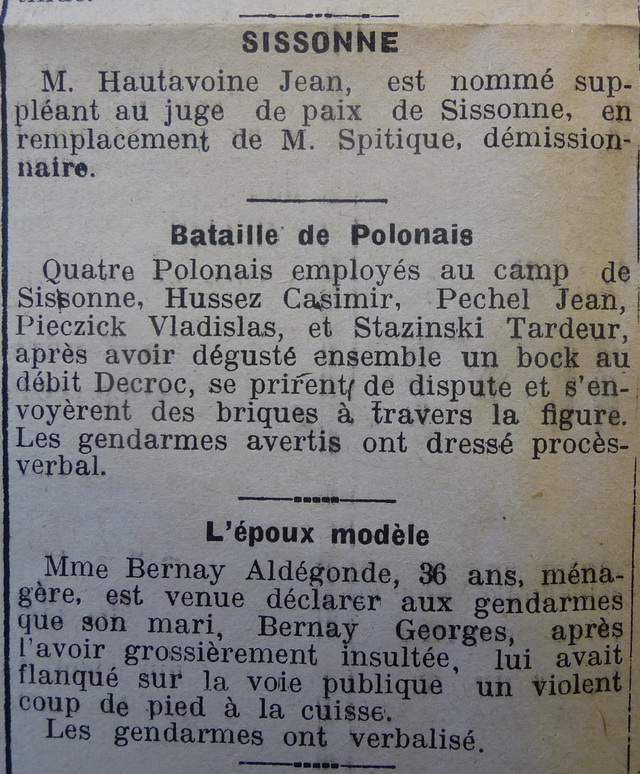 SISSONNE
M. Hautavoine Jean, est nommé sup-
pléant au juge de paix de Sissonne, en
remplacement de M. Spitique, démission-
naire.
Bataille de Polonais
Quatre Polonais employés au camp de
Sissonne, Hussez Casimir, Pechel Jean,
Pieczick Vladislas, et Stazinski Tardeur,
après avoir dégusté ensemble un bock au
débit Decroc, se prirent de dispute et s'en-
voyèrent des briques à travers la figure.
Les gendarmes avertis ont dressé procès-
verbal.
L'époux modèle
Mme Bernay Aldégonde, 36 ans, ména-
gère, est venue déclarer aux gendarmes
que son mari, Bernay Georges, après
l'avoir grossièrement insultée, lui avait
flanqué sur la voie publique un violent
coup de pied à la cuisse.
Les gendarmes ont verbalisé.